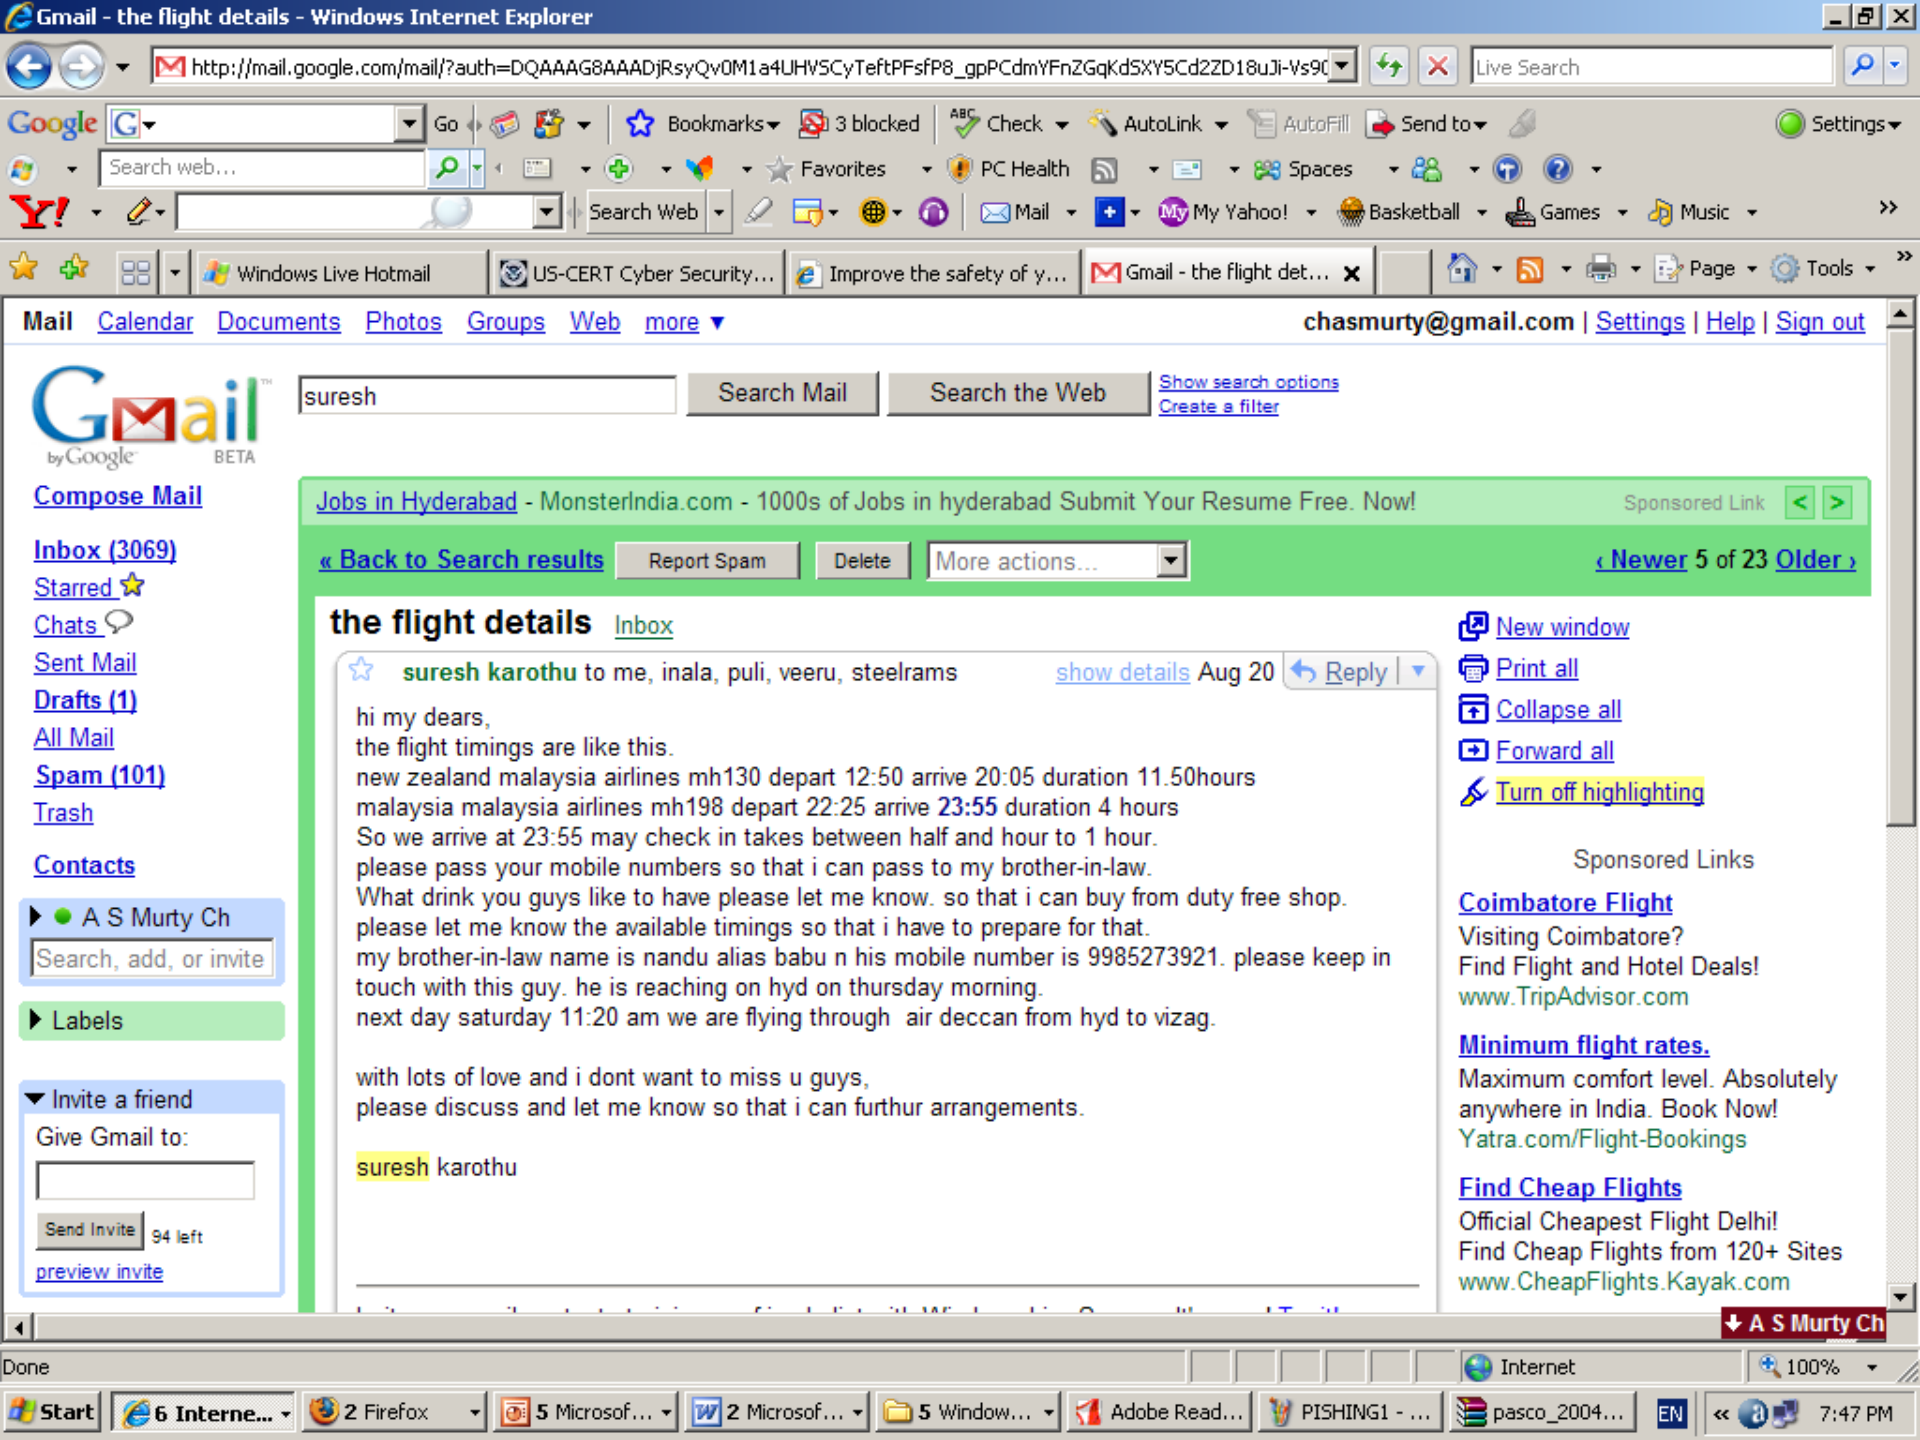 Gmail - the flight details - Windows Internet Explorer
http://mail.google.com/mail/?auth=DQAAAG8AAADjRsyQv0M1a4UHVSCyTeftPFsfP8_gpPCdmYFnZGqKdSXY5Cd2ZD18uJi-Vs9(
Live Search
Google G Go Bookmarks 3 blocked ABC Check AutoLink AutoFill Send to Settings
Search web... Favorites PC Health Spaces
Y! Search Web Mail My My Yahoo! Basketball Games Music »
Windows Live Hotmail US-CERT Cyber Security... Improve the safety of y... Gmail - the flight det... Page Tools »
Mail Calendar Documents Photos Groups Web more ▼ chasmurty@gmail.com | Settings | Help | Sign out
Gmail TM
by Google BETA
suresh Search Mail Search the Web Show search options
Create a filter
Compose Mail
Inbox (3069)
Starred
Chats
Sent Mail
Drafts (1)
All Mail
Spam (101)
Trash
Contacts
A S Murty Ch
Search, add, or invite
Labels
Invite a friend
Give Gmail to:
Send Invite 94 left
preview invite
Jobs in Hyderabad - MonsterIndia.com - 1000s of Jobs in hyderabad Submit Your Resume Free. Now! Sponsored Link < >
« Back to Search results Report Spam Delete More actions... ‹ Newer 5 of 23 Older ›
the flight details Inbox
suresh karothu to me, inala, puli, veeru, steelrams show details Aug 20 Reply
hi my dears,
the flight timings are like this.
new zealand malaysia airlines mh130 depart 12:50 arrive 20:05 duration 11.50hours
malaysia malaysia airlines mh198 depart 22:25 arrive 23:55 duration 4 hours
So we arrive at 23:55 may check in takes between half and hour to 1 hour.
please pass your mobile numbers so that i can pass to my brother-in-law.
What drink you guys like to have please let me know. so that i can buy from duty free shop.
please let me know the available timings so that i have to prepare for that.
my brother-in-law name is nandu alias babu n his mobile number is 9985273921. please keep in
touch with this guy. he is reaching on hyd on thursday morning.
next day saturday 11:20 am we are flying through air deccan from hyd to vizag.
with lots of love and i dont want to miss u guys,
please discuss and let me know so that i can furthur arrangements.
suresh karothu
New window
Print all
Collapse all
Forward all
Turn off highlighting
Sponsored Links
Coimbatore Flight
Visiting Coimbatore?
Find Flight and Hotel Deals!
www.TripAdvisor.com
Minimum flight rates.
Maximum comfort level. Absolutely
anywhere in India. Book Now!
Yatra.com/Flight-Bookings
Find Cheap Flights
Official Cheapest Flight Delhi!
Find Cheap Flights from 120+ Sites
www.CheapFlights.Kayak.com
A S Murty Ch
Done Internet 100%
Start 6 Interne... 2 Firefox 5 Microsof... 2 Microsof... 5 Window... Adobe Read... PISHING1 - ... pasco_2004... EN « 7:47 PM